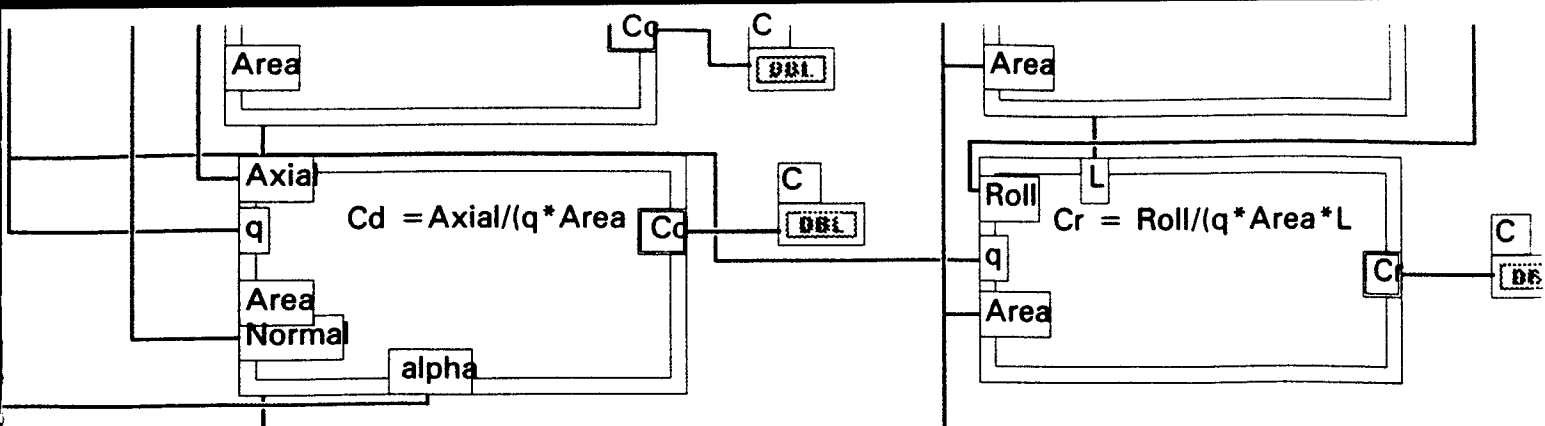 Cd
C
Area
DBL
Area
Axial
C
L
Roll
q
Cd =Axial/(q*Area
Cd
DBL
Cr = Roll/(q*Area*L
C
q
Cr
Area
Area
Normal
alpha